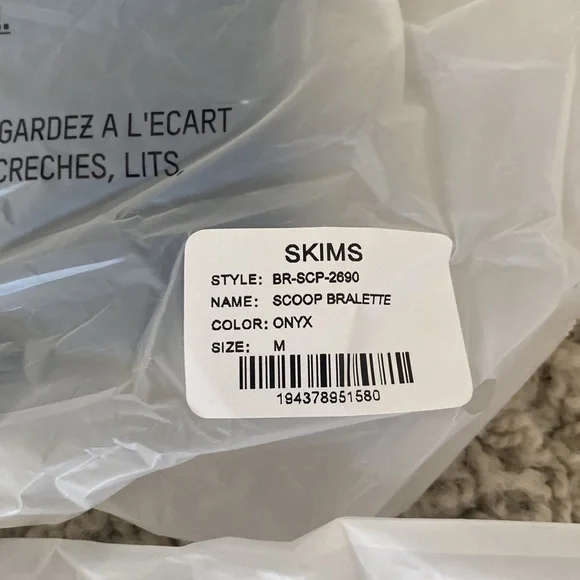 GARDEZ A L'ECART
CRECHES, LITS,
SKIMS
STYLE: BR-SCP-2690
NAME: SCOOP BRALETTE
COLOR: ONYX
SIZE: M
194378951580